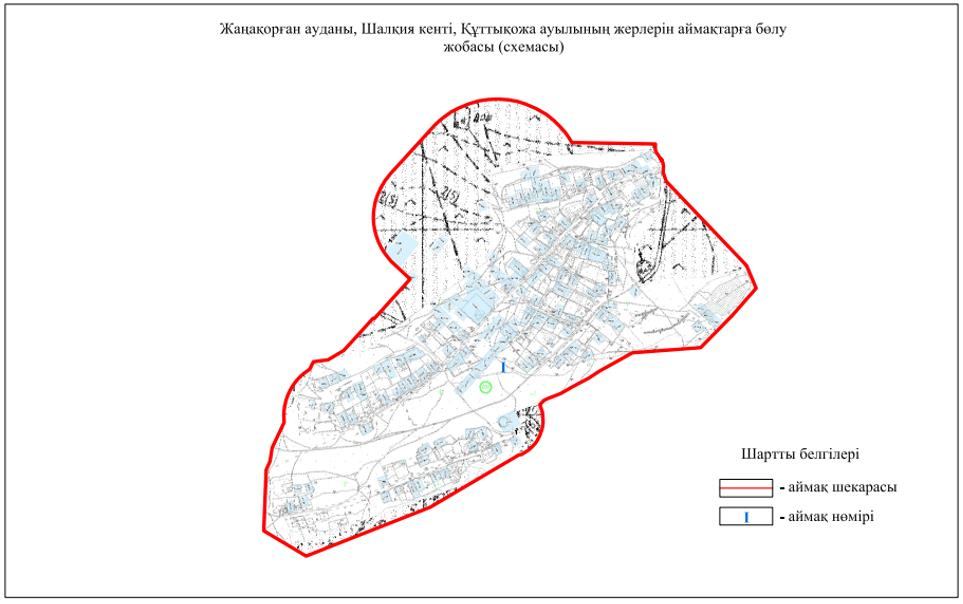 Жаңақорған ауданы, Шалқия кенті, Құттықожа ауылының жерлерін аймақтарға бөлу
жобасы (схемасы)
I
Шартты белгілері
- аймақ шекарасы
I - аймақ нөмірі